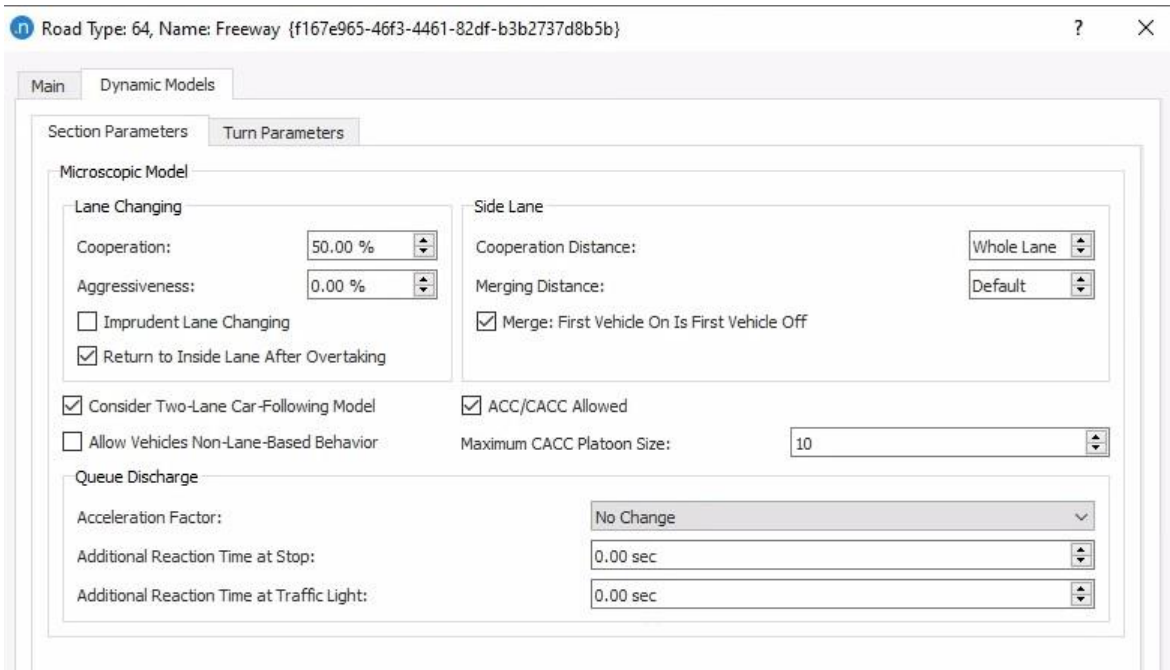 .n Road Type: 64, Name: Freeway {f167e965-46f3-4461-82df-b3b2737d8b5b} ?
Main Dynamic Models
Section Parameters Turn Parameters
Microscopic Model
Lane Changing
Cooperation: 50.00 %
Aggressiveness: 0.00 %
Imprudent Lane Changing
Return to Inside Lane After Overtaking
Side Lane
Cooperation Distance: Whole Lane
Merging Distance: Default
Merge: First Vehicle On Is First Vehicle Off
Consider Two-Lane Car-Following Model
ACC/CACC Allowed
Allow Vehicles Non-Lane-Based Behavior
Maximum CACC Platoon Size: 10
Queue Discharge
Acceleration Factor: No Change
Additional Reaction Time at Stop: 0.00 sec
Additional Reaction Time at Traffic Light: 0.00 sec